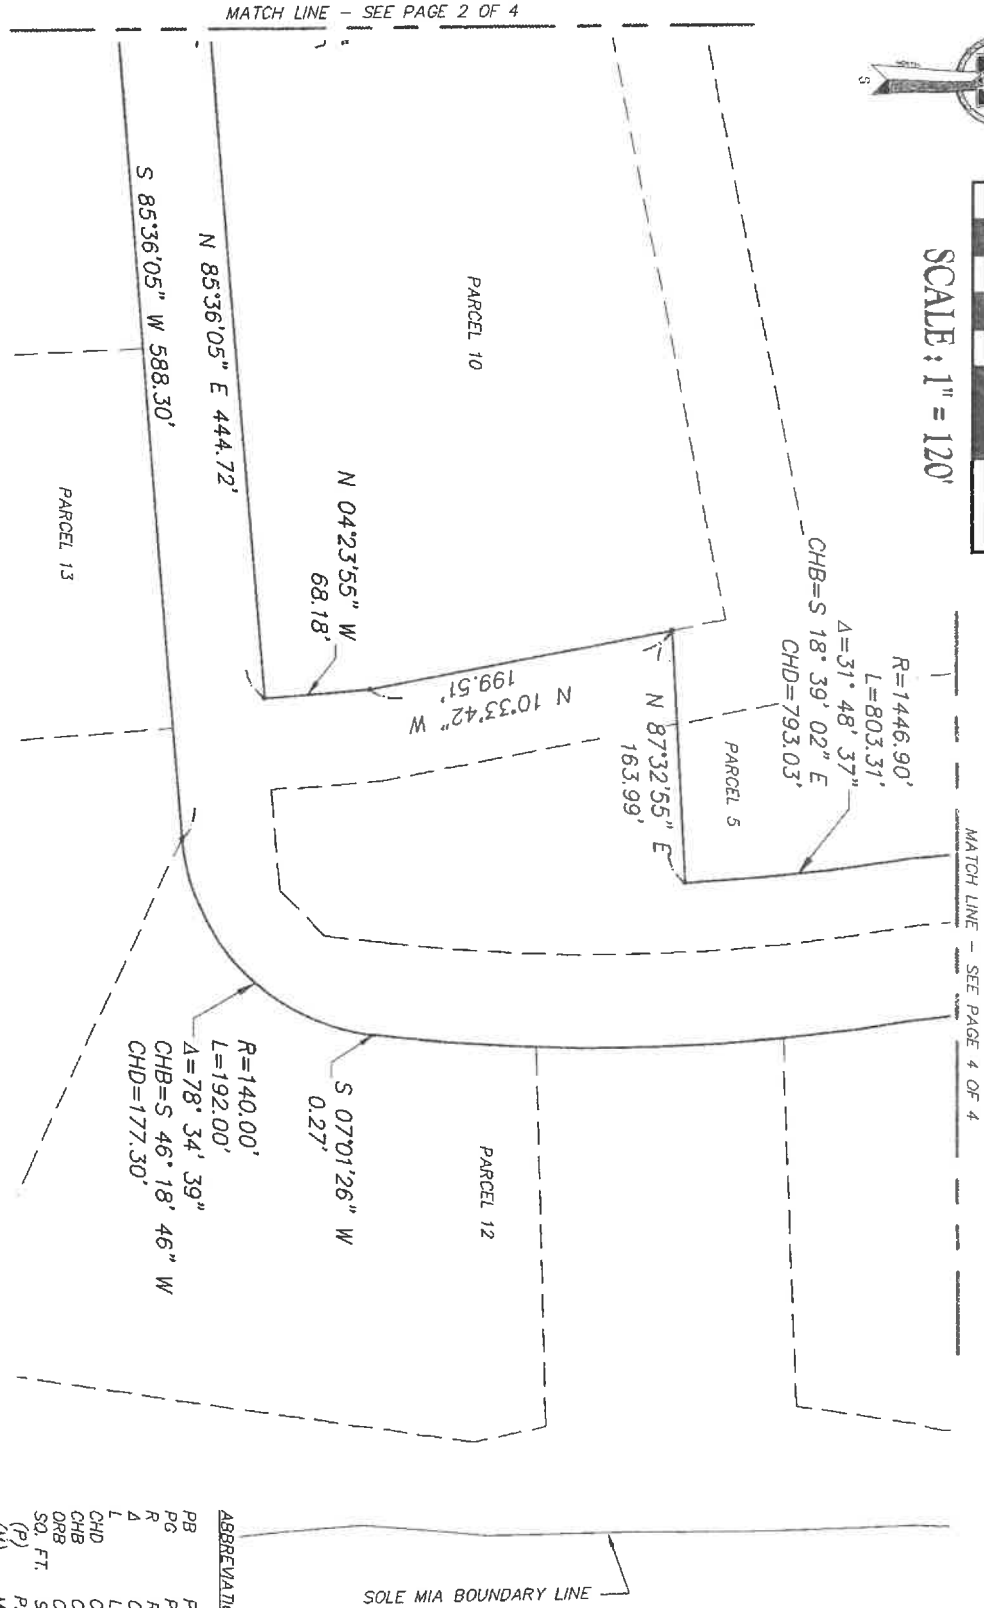 MATCH LINE - SEE PAGE 2 OF 4
S
SCALE: 1" = 120'
PARCEL 10
S 85°36'05" W 588.30'
N 85°36'05" E 444.72'
PARCEL 13
N 04°23'55" W
68.18'
N 10°33'42" W
199.51'
R=1446.90'
L=803.31'
Δ=31° 48' 37"
CHB=S 18° 39' 02" E
CHD=793.03'
PARCEL 5
N 87°32'55" E
163.99'
MATCH LINE - SEE PAGE 4 OF 4
R=140.00'
L=192.00'
Δ=78° 34' 39"
CHB=S 46° 18' 46" W
CHD=177.30'
S 07°01'26" W
0.27'
PARCEL 12
SOLE MIA BOUNDARY LINE
PB
PG
R
Δ
L
CHD
CHB
ORB
SQ. FT.
(P)